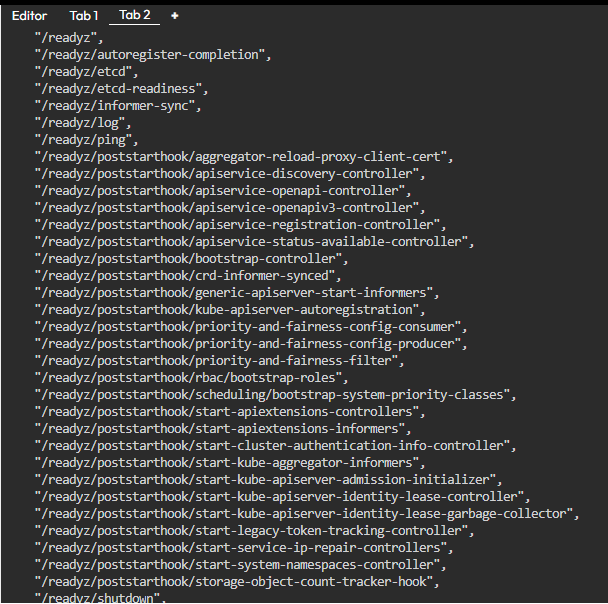 Editor Tab 1 Tab 2 +
"/readyz",
"/readyz/autoregister-completion",
"/readyz/etcd",
"/readyz/etcd-readiness",
"/readyz/informer-sync",
"/readyz/log",
"/readyz/ping",
"/readyz/poststarthook/aggregator-reload-proxy-client-cert",
"/readyz/poststarthook/apiservice-discovery-controller",
"/readyz/poststarthook/apiservice-openapi-controller",
"/readyz/poststarthook/apiservice-openapiv3-controller",
"/readyz/poststarthook/apiservice-registration-controller",
"/readyz/poststarthook/apiservice-status-available-controller",
"/readyz/poststarthook/bootstrap-controller",
"/readyz/poststarthook/crd-informer-synced",
"/readyz/poststarthook/generic-apiserver-start-informers",
"/readyz/poststarthook/kube-apiserver-autoregistration",
"/readyz/poststarthook/priority-and-fairness-config-consumer",
"/readyz/poststarthook/priority-and-fairness-config-producer",
"/readyz/poststarthook/priority-and-fairness-filter",
"/readyz/poststarthook/rbac/bootstrap-roles",
"/readyz/poststarthook/scheduling/bootstrap-system-priority-classes",
"/readyz/poststarthook/start-apiextensions-controllers",
"/readyz/poststarthook/start-apiextensions-informers",
"/readyz/poststarthook/start-cluster-authentication-info-controller",
"/readyz/poststarthook/start-kube-aggregator-informers",
"/readyz/poststarthook/start-kube-apiserver-admission-initializer",
"/readyz/poststarthook/start-kube-apiserver-identity-lease-controller",
"/readyz/poststarthook/start-kube-apiserver-identity-lease-garbage-collector",
"/readyz/poststarthook/start-legacy-token-tracking-controller",
"/readyz/poststarthook/start-service-ip-repair-controllers",
"/readyz/poststarthook/start-system-namespaces-controller",
"/readyz/poststarthook/storage-object-count-tracker-hook",
"/readyz/shutdown",